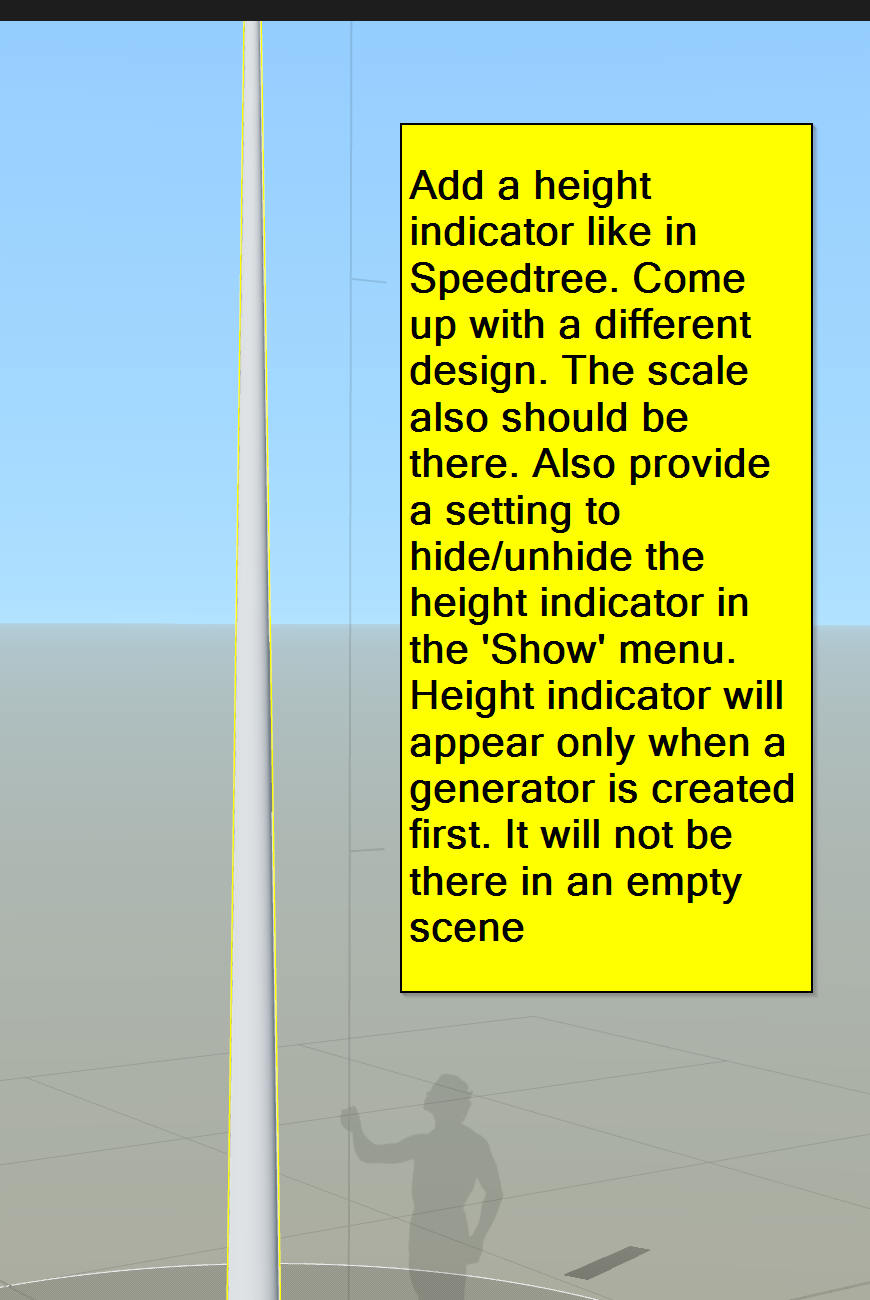 Add a height
indicator like in
Speedtree. Come
up with a different
design. The scale
also should be
there. Also provide
a setting to
hide/unhide the
height indicator in
the 'Show' menu.
Height indicator will
appear only when a
generator is created
first. It will not be
there in an empty
scene